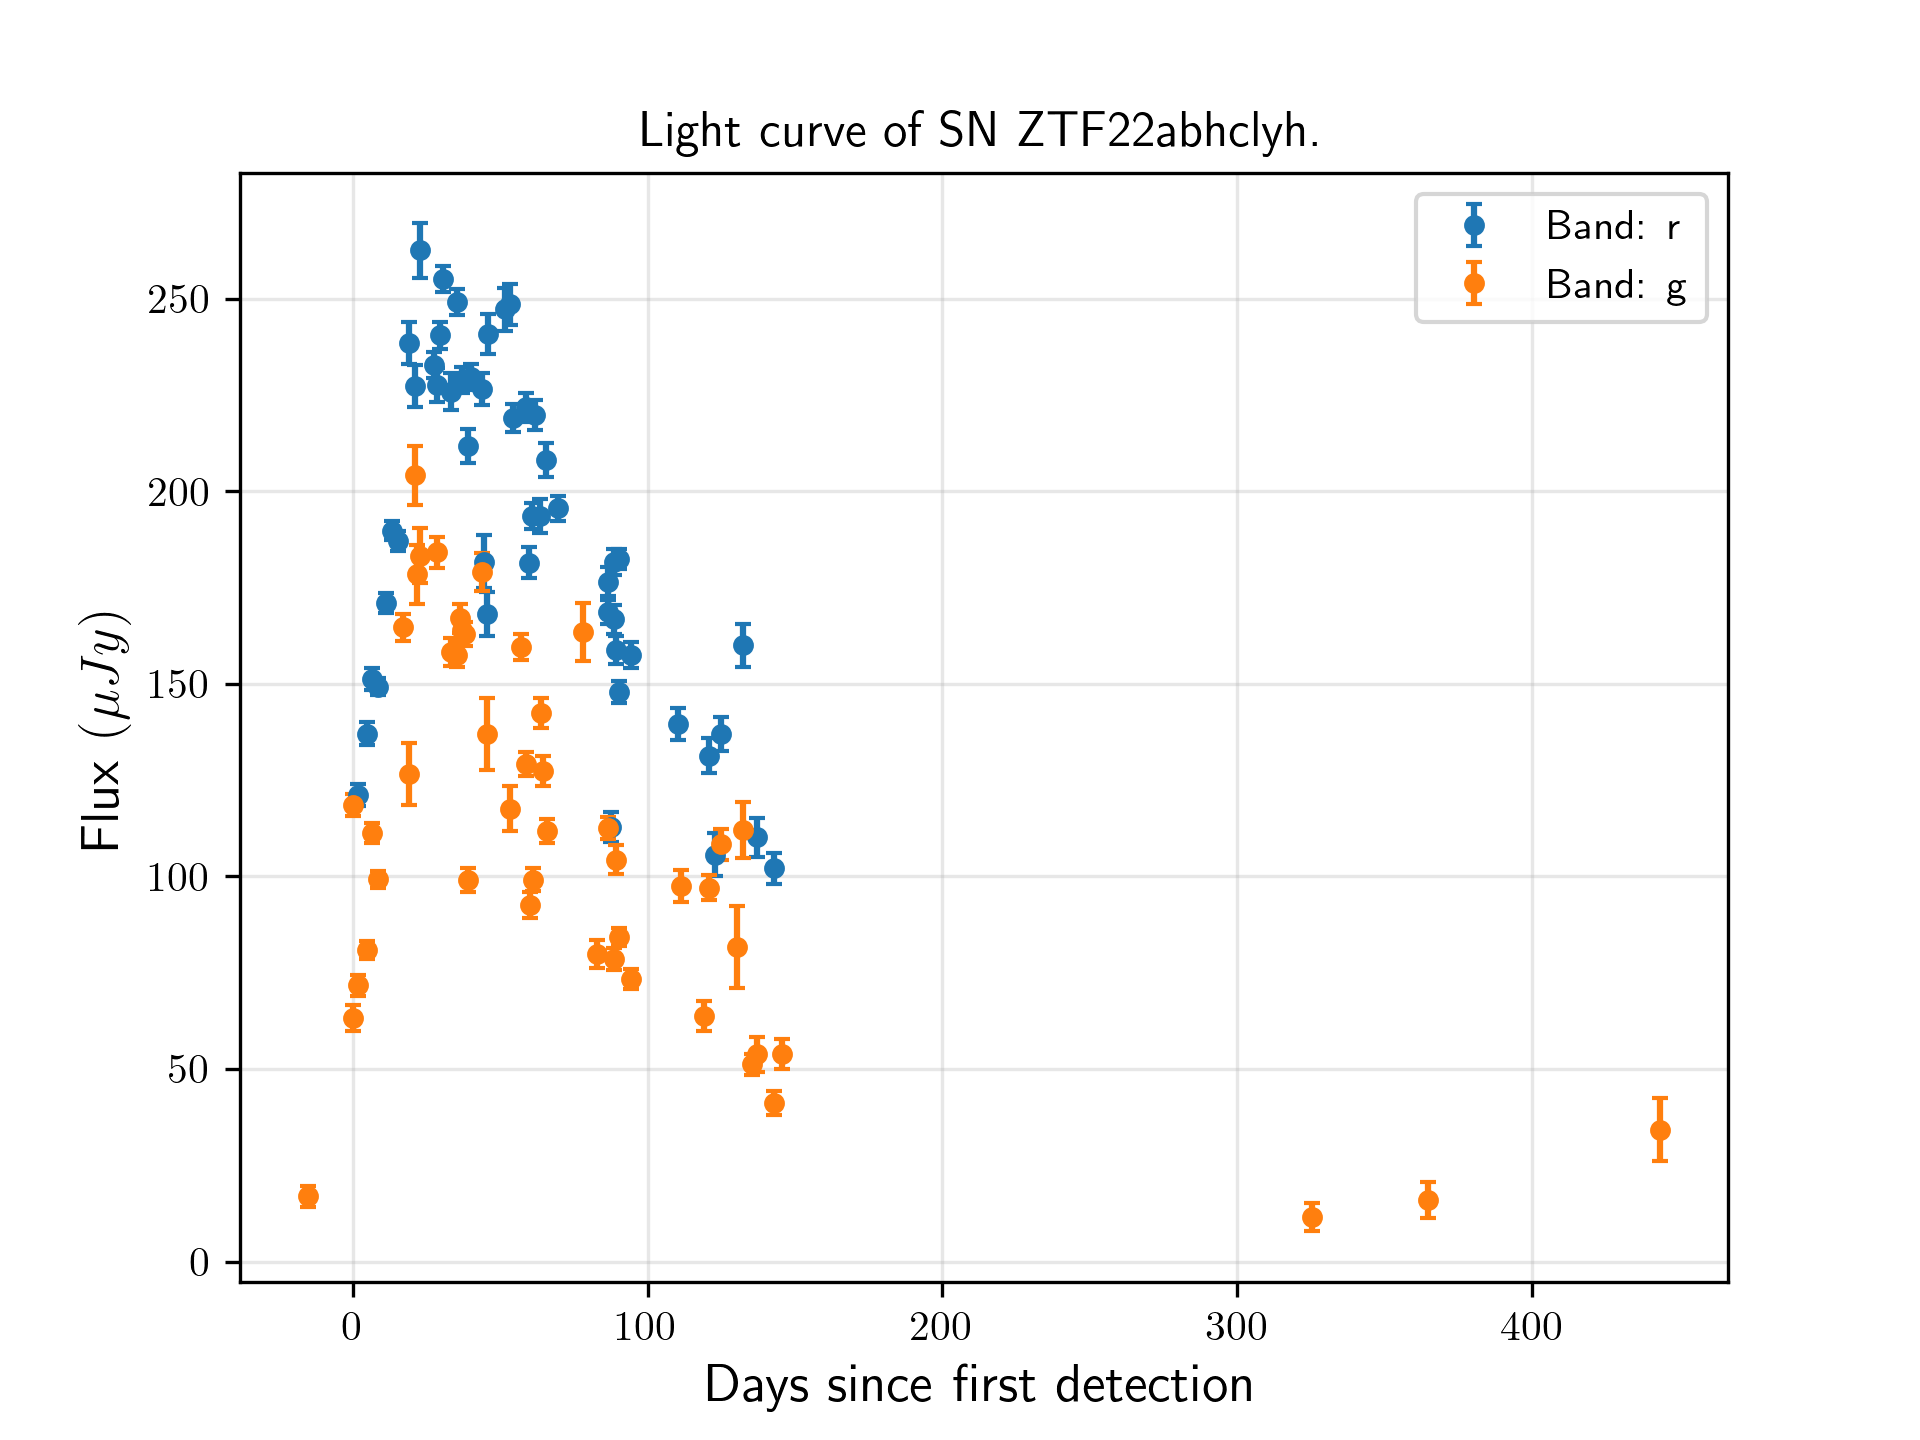 Light curve of SN ZTF22abhclyh.
Band: r
Band: g
250
200
150
100
50
0
Flux (μJy)
0 100 200 300 400
Days since first detection